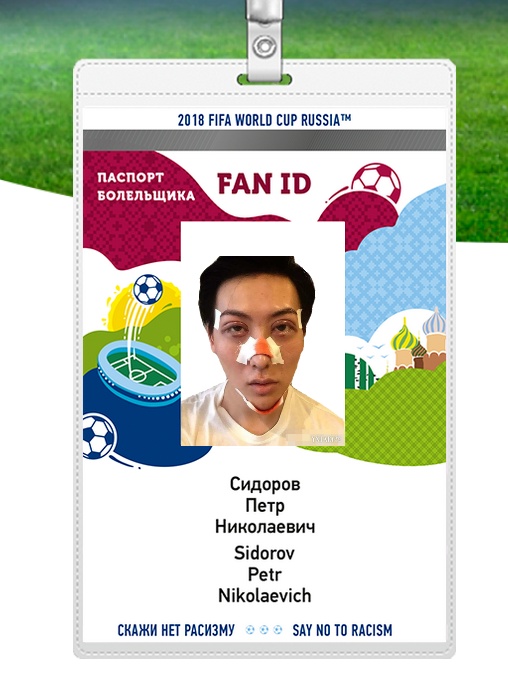 2018 FIFA WORLD CUP RUSSIA™
ПАСПОРТ
БОЛЕЛЬЩИКА
FAN ID
Сидоров
Петр
Николаевич
Sidorov
Petr
Nikolaevich
СКАЖИ НЕТ РАСИЗМУ
SAY NO TO RACISM